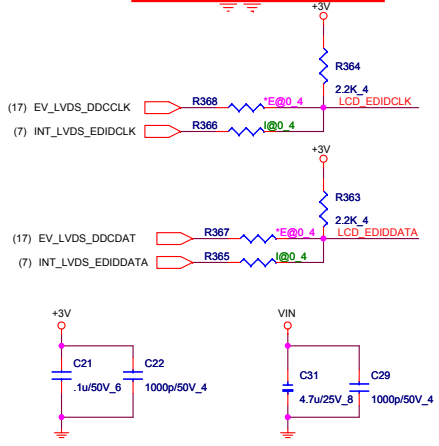 +3V
R364
2.2K_4
(17) EV_LVDS_DDCCLK R368 *E@0_4 LCD_EDIDCLK
(7) INT_LVDS_EDIDCLK R366 I@0_4
+3V
R363
2.2K_4
(17) EV_LVDS_DDCDAT R367 *E@0_4 LCD_EDIDDATA
(7) INT_LVDS_EDIDDATA R365 I@0_4
+3V VIN
C21 C22 C31 C29
.1u/50V_6 1000p/50V_4 4.7u/25V_8 1000p/50V_4